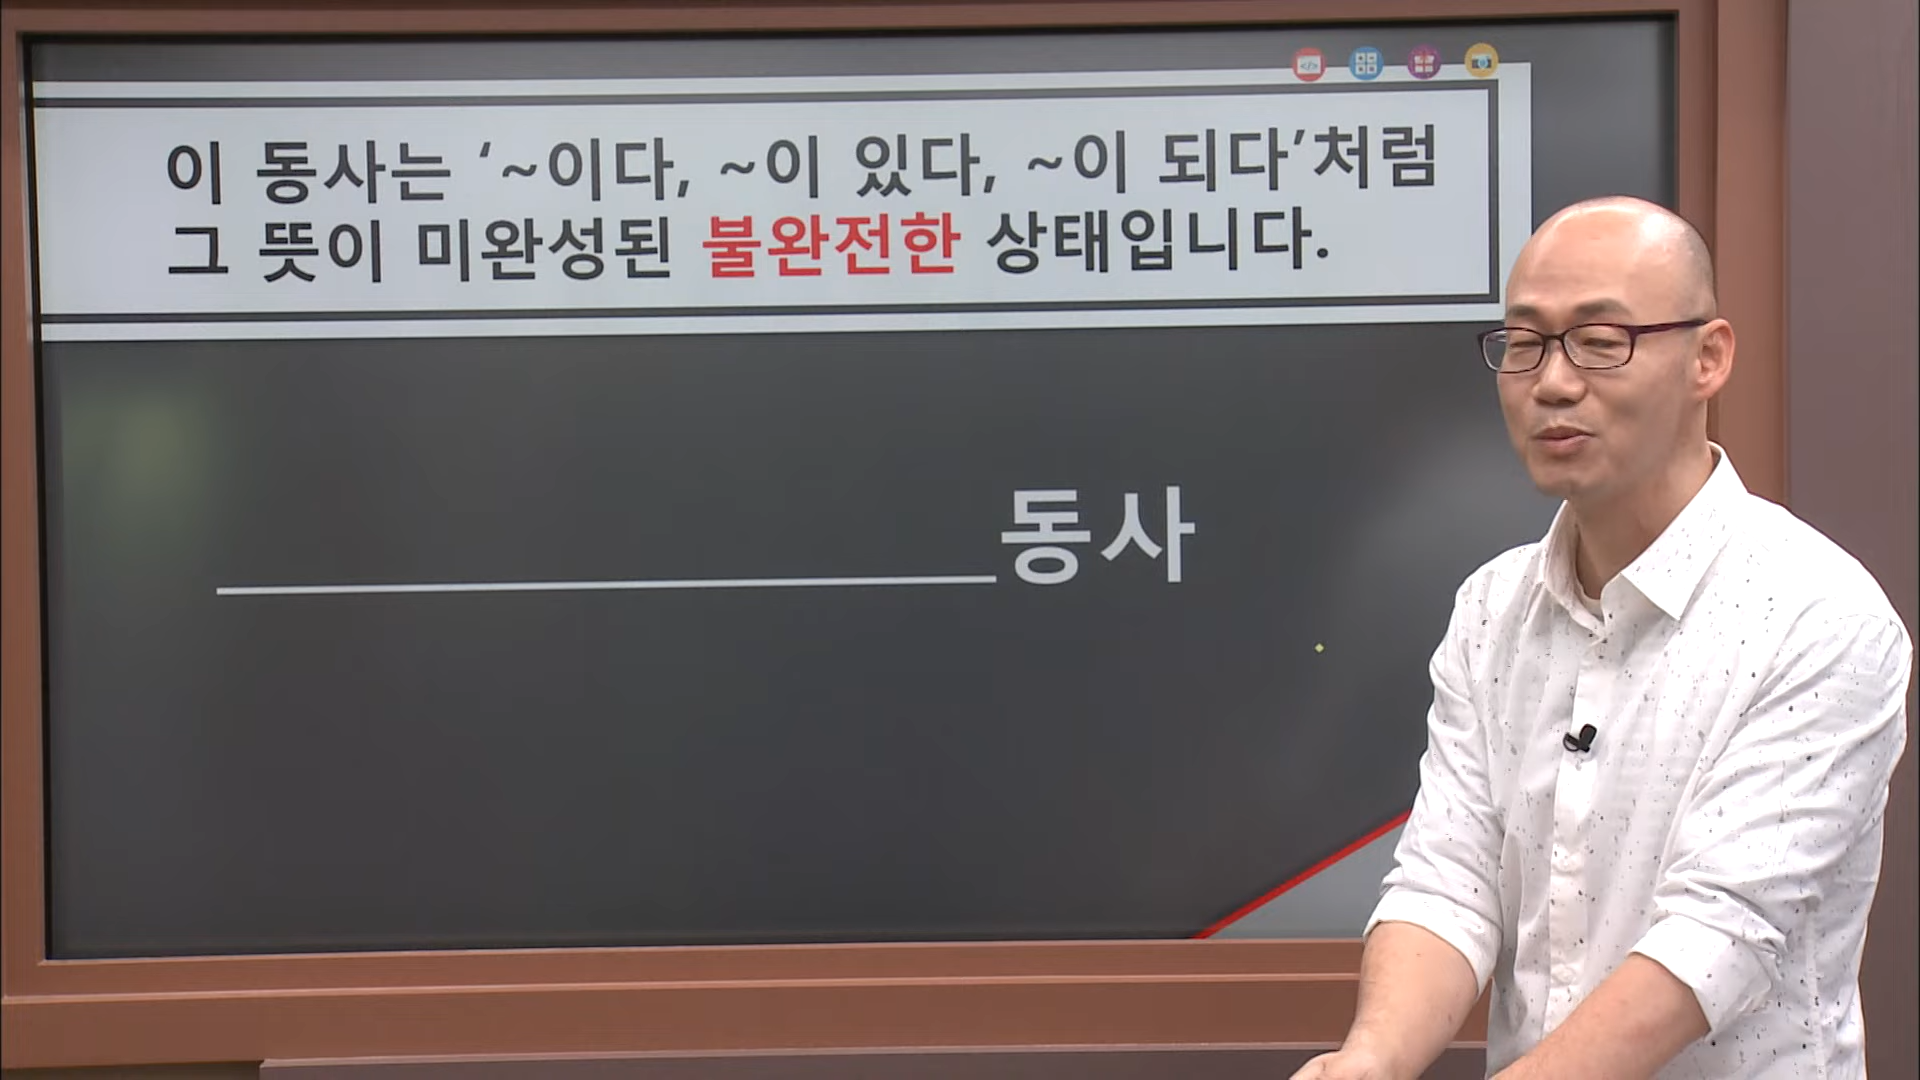 이 동사는 ‘~이다, ~이 있다, ~이 되다’처럼
그 뜻이 미완성된 불완전한 상태입니다.
동사